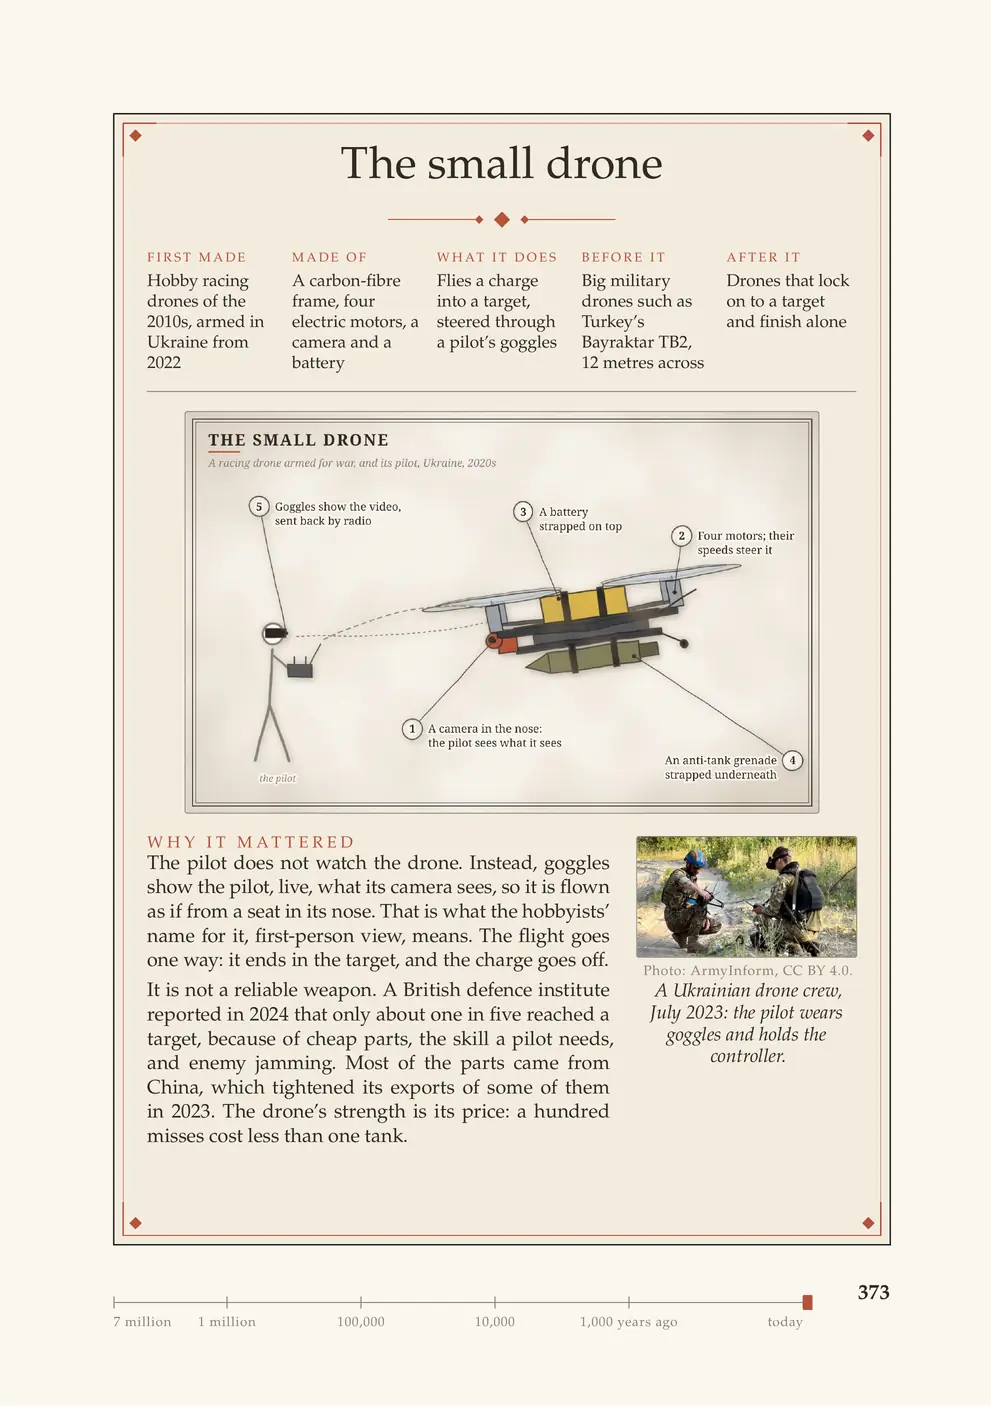 The small drone
FIRST MADE
Hobby racing
drones of the
2010s, armed in
Ukraine from
2022
MADE OF
A carbon-fibre
frame, four
electric motors, a
camera and a
battery
WHAT IT DOES
Flies a charge
into a target,
steered through
a pilot’s goggles
BEFORE IT
Big military
drones such as
Turkey’s
Bayraktar TB2,
12 metres across
AFTER IT
Drones that lock
on to a target
and finish alone
THE SMALL DRONE
A racing drone armed for war, and its pilot, Ukraine, 2020s
5
Goggles show the video,
sent back by radio
3
A battery
strapped on top
2
Four motors; their
speeds steer it
1
A camera in the nose:
the pilot sees what it sees
An anti-tank grenade
strapped underneath
4
the pilot
WHY IT MATTERED
The pilot does not watch the drone. Instead, goggles
show the pilot, live, what its camera sees, so it is flown
as if from a seat in its nose. That is what the hobbyists’
name for it, first-person view, means. The flight goes
one way: it ends in the target, and the charge goes off.
It is not a reliable weapon. A British defence institute
reported in 2024 that only about one in five reached a
target, because of cheap parts, the skill a pilot needs,
and enemy jamming. Most of the parts came from
China, which tightened its exports of some of them
in 2023. The drone’s strength is its price: a hundred
misses cost less than one tank.
Photo: ArmyInform, CC BY 4.0.
A Ukrainian drone crew,
July 2023: the pilot wears
goggles and holds the
controller.
373
7 million
1 million
100,000
10,000
1,000 years ago
today